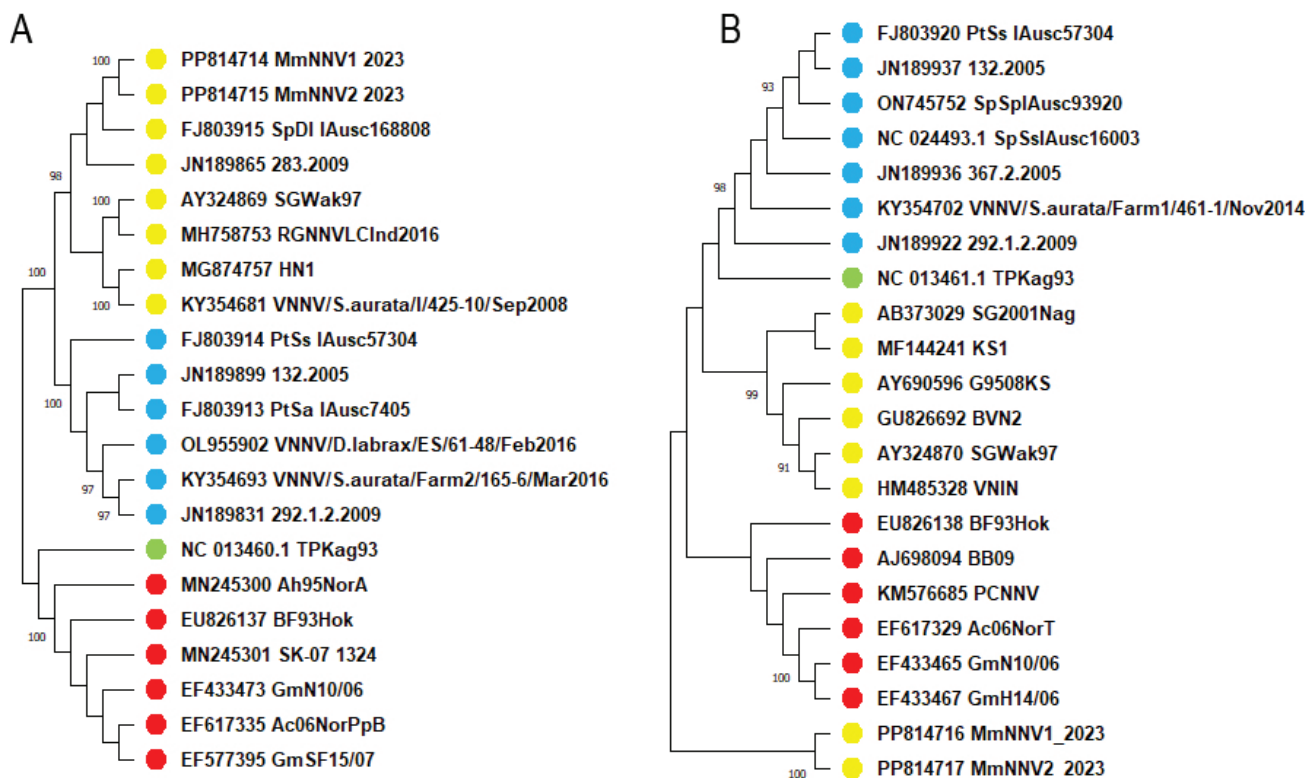 A
100
PP814714 MmNNV1 2023
PP814715 MmNNV2 2023
FJ803915 SpDI IAusc168808
JN189865 283.2009
98
100
AY324869 SGWak97
MH758753 RGNNVLCInd2016
MG874757 HN1
100
100
KY354681 VNNV/S.aurata/I/425-10/Sep2008
FJ803914 PtSs IAusc57304
JN189899 132.2005
100
FJ803913 PtSa IAusc7405
OL955902 VNNV/D.labrax/ES/61-48/Feb2016
KY354693 VNNV/S.aurata/Farm2/165-6/Mar2016
97
97
JN189831 292.1.2.2009
NC 013460.1 TPKag93
MN245300 Ah95NorA
EU826137 BF93Hok
100
MN245301 SK-07 1324
EF433473 GmN10/06
EF617335 Ac06NorPpB
EF577395 GmSF15/07
B
FJ803920 PtSs IAusc57304
JN189937 132.2005
93
ON745752 SpSpIAusc93920
NC 024493.1 SpSsIAusc16003
JN189936 367.2.2005
98
KY354702 VNNV/S.aurata/Farm1/461-1/Nov2014
JN189922 292.1.2.2009
NC 013461.1 TPKag93
AB373029 SG2001Nag
MF144241 KS1
AY690596 G9508KS
99
GU826692 BVN2
AY324870 SGWak97
91
HM485328 VNIN
EU826138 BF93Hok
AJ698094 BB09
KM576685 PCNNV
EF617329 Ac06NorT
EF433465 GmN10/06
100
EF433467 GmH14/06
PP814716 MmNNV1_2023
PP814717 MmNNV2 2023
100